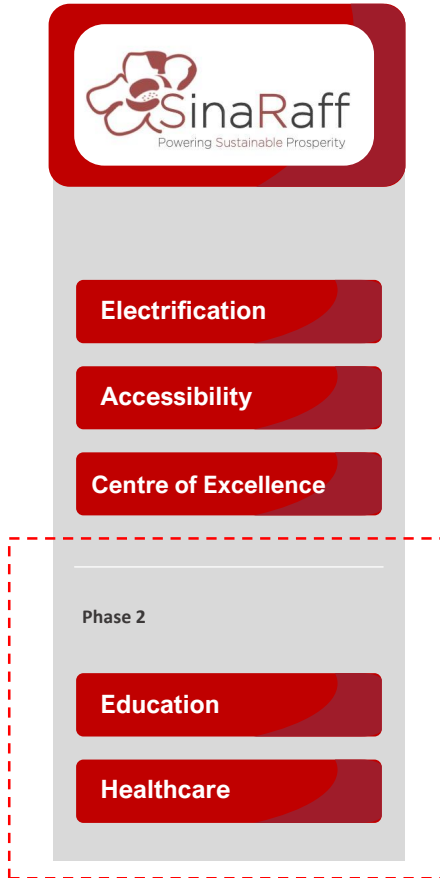 SinaRaff
Powering Sustainable Prosperity
Electrification
Accessibility
Centre of Excellence
Phase 2
Education
Healthcare